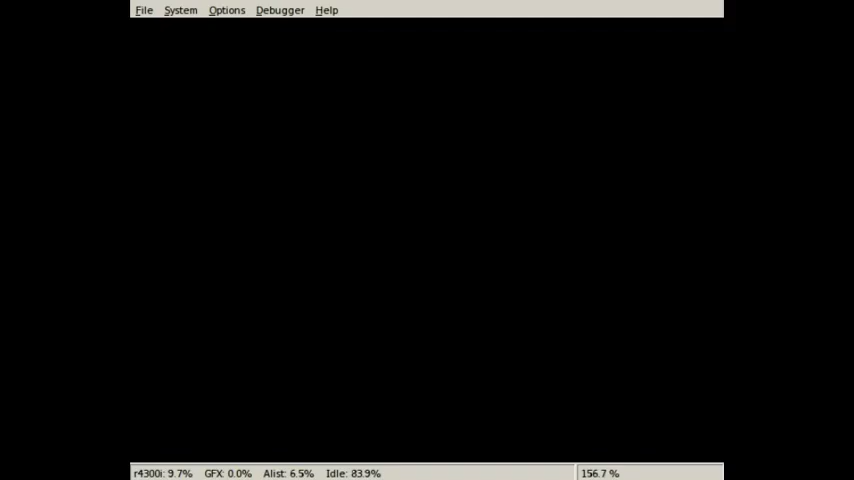 File System Options Debugger Help
r4300i: 9.7% GFX: 0.0% Alist: 6.5% Idle: 83.9% 156.7 %